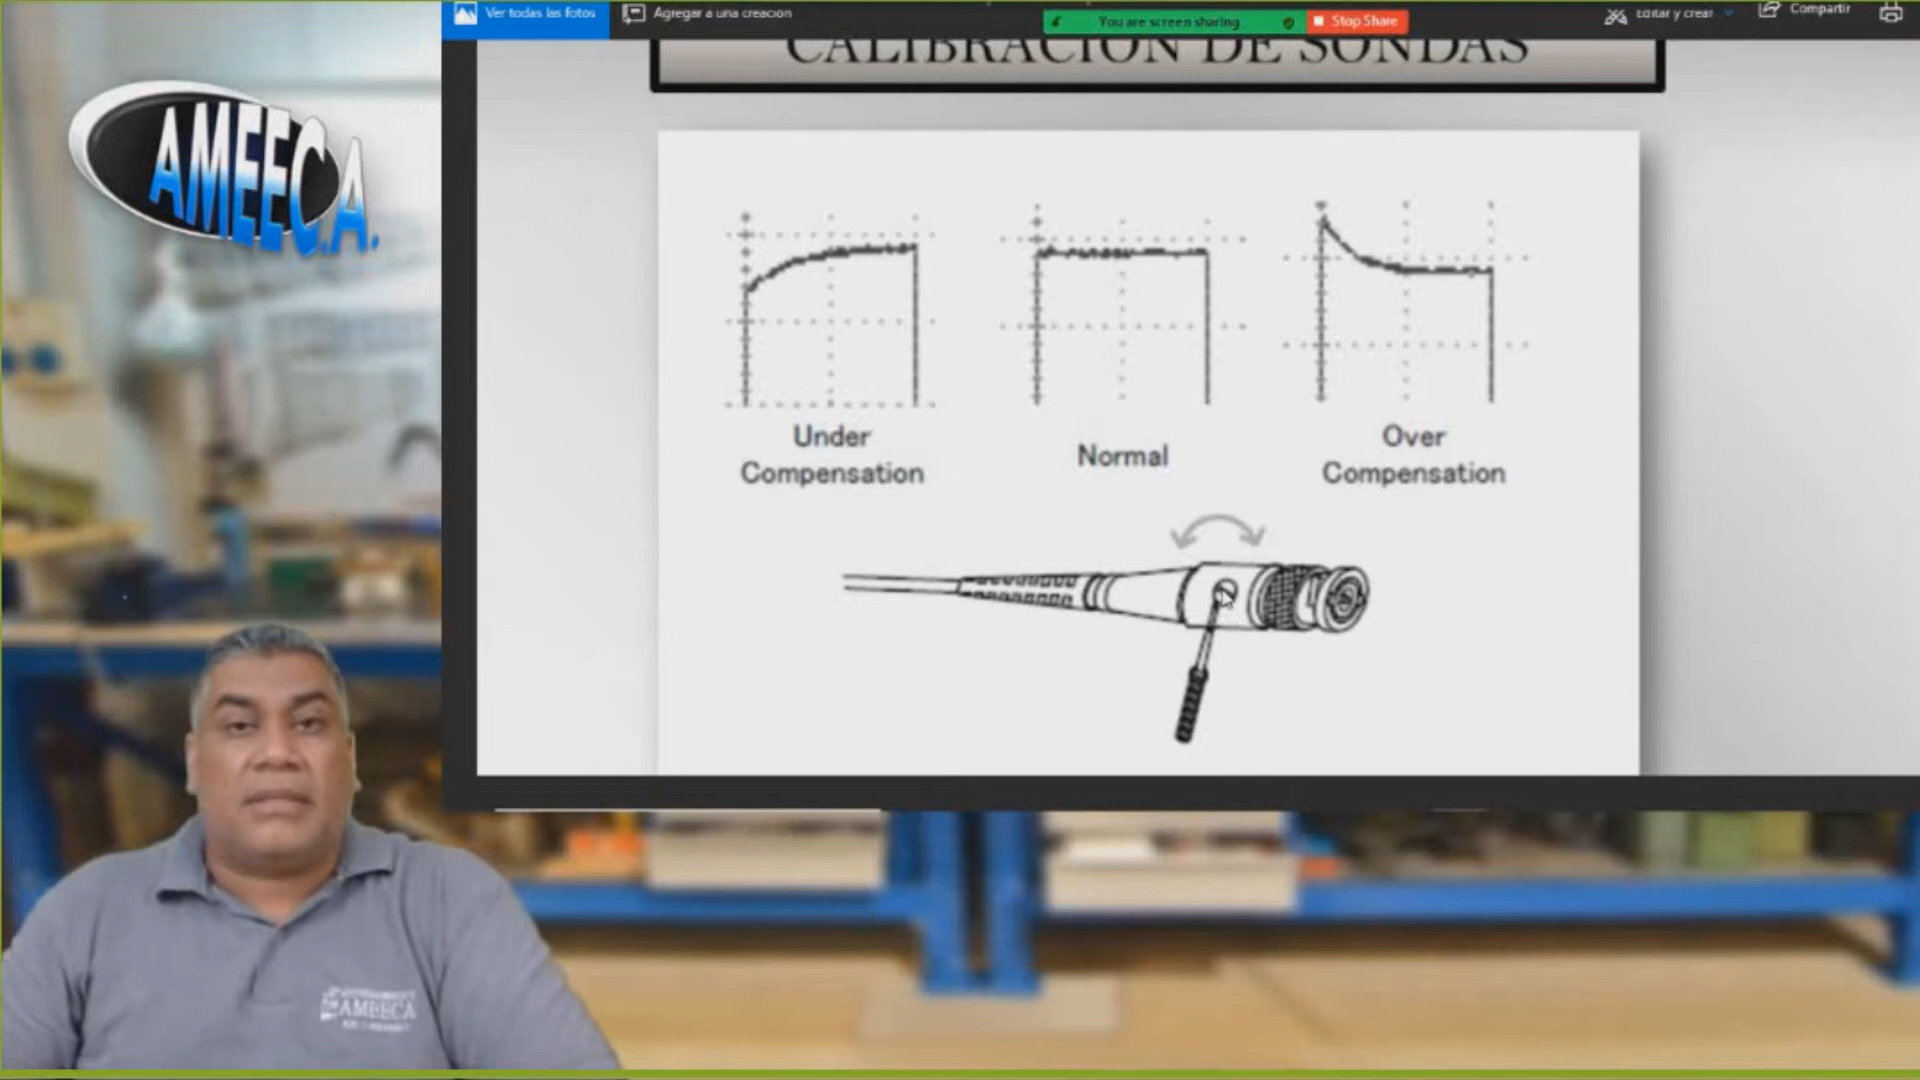 Ver todas las fotos
Agregar a una creación
You are screen sharing
Stop Share
Editar y crear
Compartir
CALIBRACION DE SONDAS
AMEEC.A.
Under
Compensation
Normal
Over
Compensation
AMEECA